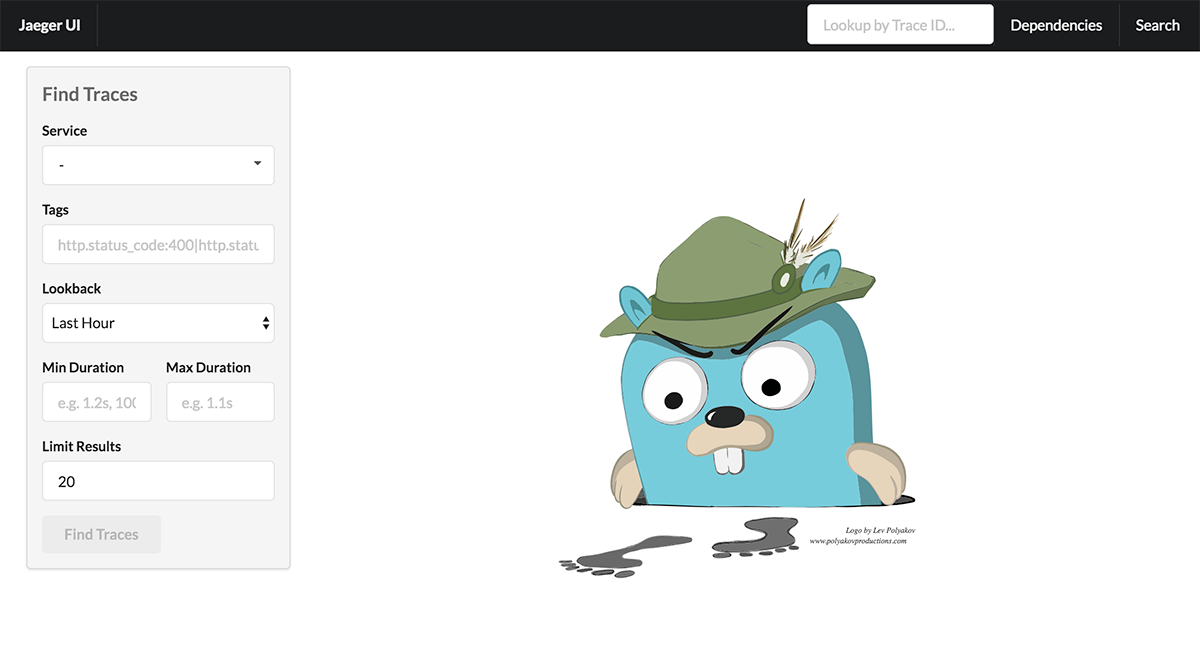 Jaeger UI
Lookup by Trace ID...
Dependencies
Search
Find Traces
Service
-
Tags
http.status_code:400|http.statu
Lookback
Last Hour
Min Duration
Max Duration
e.g. 1.2s, 100
e.g. 1.1s
Limit Results
20
Find Traces
Logo by Lev Polyakov
www.polyakovproductions.com